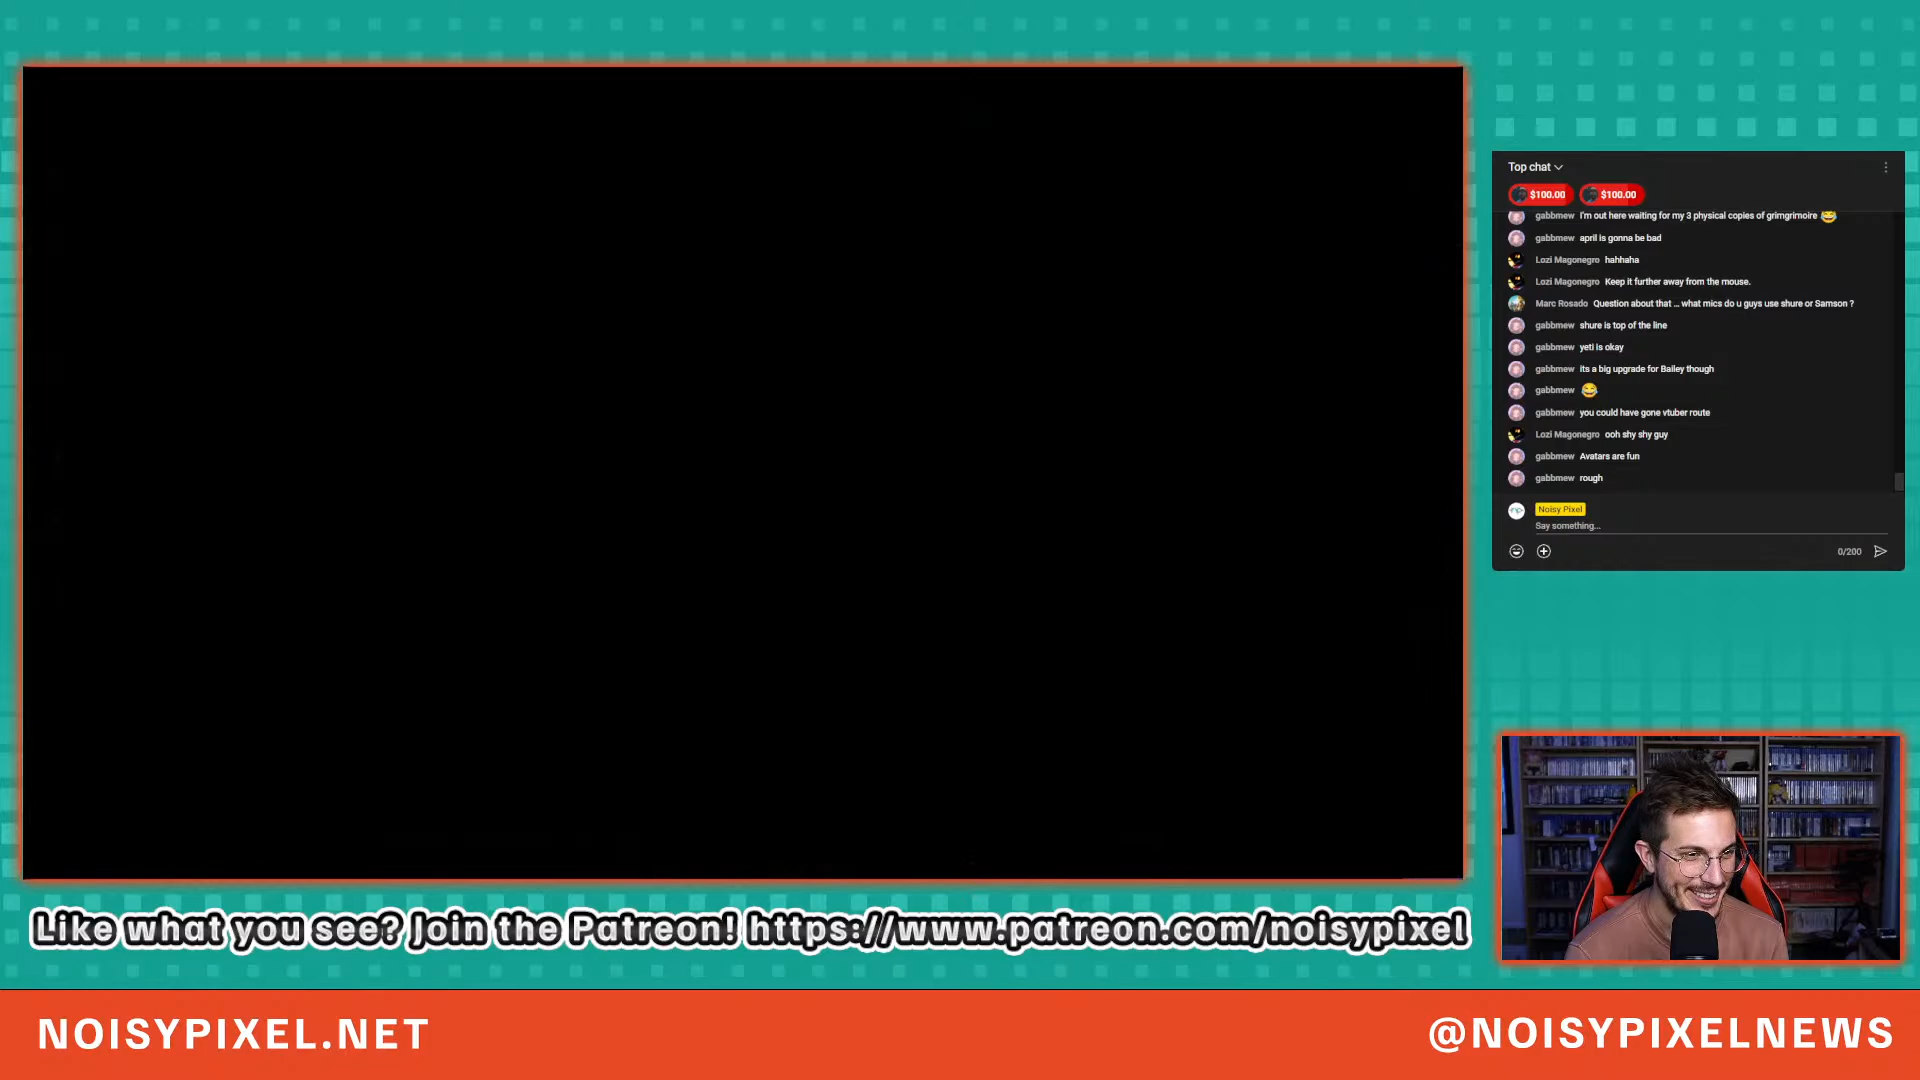 Top chat
$100.00 $100.00
gabbmew I'm out here waiting for my 3 physical copies of grimgrimoire 😂
gabbmew april is gonna be bad
Lozi Magonegro hahhaha
Lozi Magonegro Keep it further away from the mouse.
Marc Rosado Question about that ... what mics do u guys use shure or Samson ?
gabbmew shure is top of the line
gabbmew yeti is okay
gabbmew its a big upgrade for Bailey though
gabbmew 😂
gabbmew you could have gone vtuber route
Lozi Magonegro ooh shy shy guy
gabbmew Avatars are fun
gabbmew rough
Noisy Pixel
Say something...
0/200
Like what you see? Join the Patreon! https://www.patreon.com/noisypixel
NOISYPIXEL.NET
@NOISYPIXELNEWS